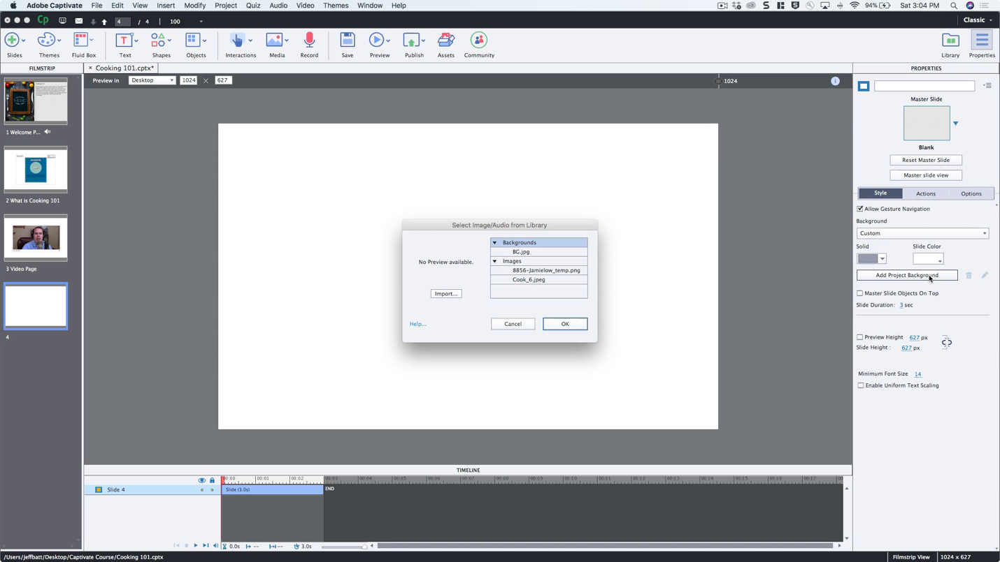 Adobe Captivate File Edit View Insert Modify Project Quiz Audio Video Themes Window Help 94% Sat 3:04 PM
Cp 4 / 4 100 Classic
Slides Themes Fluid Box Text Shapes Objects Interactions Media Record Save Preview Publish Assets Community Library Properties
FILMSTRIP × Cooking 101.cptx* PROPERTIES
Preview in Desktop 1024 × 627 1024
Master Slide
1 Welcome P...
Blank
Reset Master Slide
Master slide view
Style Actions Options
2 What is Cooking 101
Allow Gesture Navigation
Background
Custom
Solid Slide Color
Add Project Background
3 Video Page
Master Slide Objects On Top
Slide Duration: 3 sec
Preview Height 627 px
Slide Height : 627 px
4
Minimum Font Size 14
Enable Uniform Text Scaling
Select Image/Audio from Library
Backgrounds
BG.jpg
No Preview available.
Images
8856-Jamielow_temp.png
Cook_6.jpeg
Import...
Help... Cancel OK
TIMELINE
00:00 00:01 00:02 00:03 00:04 00:05 00:06 00:07 00:08 00:09 00:10 00:11 00:12 00:13 00:14 00:15 00:16 00:17
Slide 4 Slide (3.0s) END
0.0s -- -- 3.0s
/Users/jeffbatt/Desktop/Captivate Course/Cooking 101.cptx Filmstrip View 1024 x 627